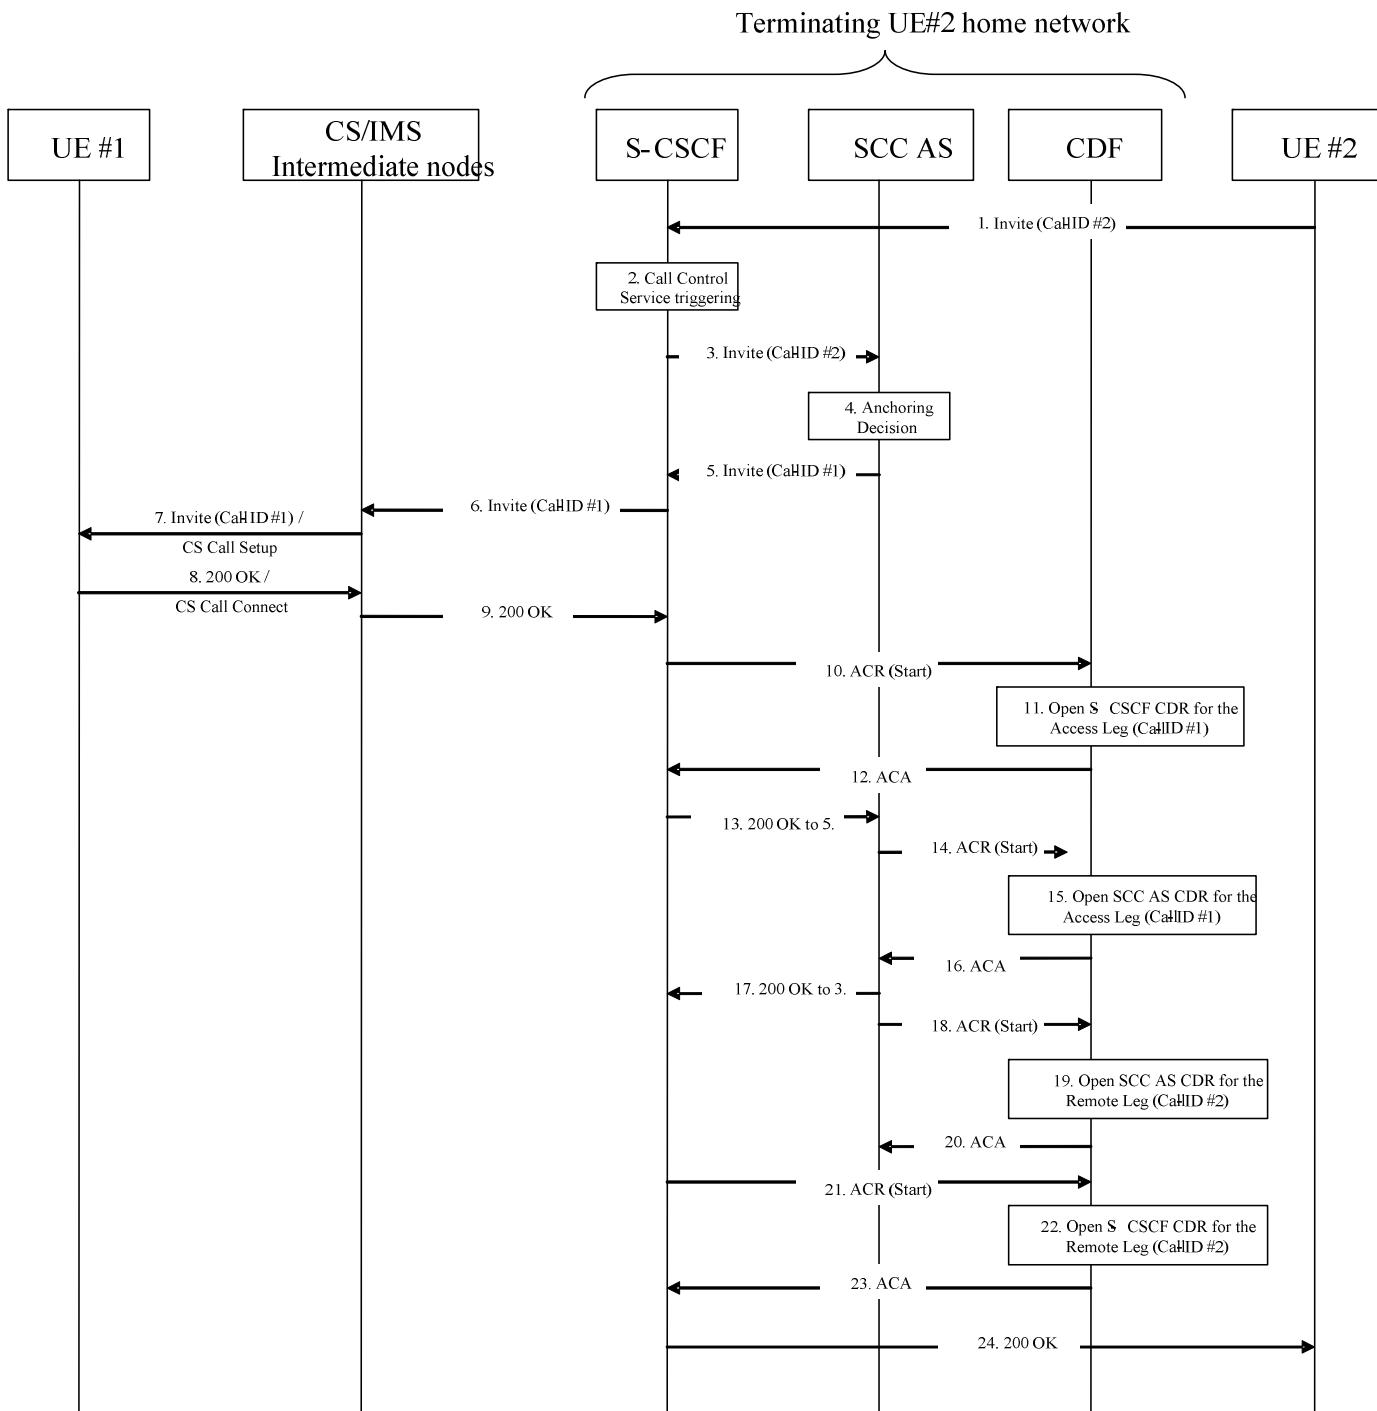 Terminating UE#2 home network
UE #1
CS/IMS
Intermediate nodes
S-CSCF
SCC AS
CDF
UE #2
1. Invite (Call-ID #2)
2. Call Control
Service triggering
3. Invite (Call-ID #2)
4. Anchoring
Decision
5. Invite (Call-ID #1)
6. Invite (Call-ID #1)
7. Invite (Call-ID #1) /
CS Call Setup
8. 200 OK /
CS Call Connect
9. 200 OK
10. ACR (Start)
11. Open S- CSCF CDR for the
Access Leg (Call-ID #1)
12. ACA
13. 200 OK to 5.
14. ACR (Start)
15. Open SCC AS CDR for the
Access Leg (Call-ID #1)
16. ACA
17. 200 OK to 3.
18. ACR (Start)
19. Open SCC AS CDR for the
Remote Leg (Call-ID #2)
20. ACA
21. ACR (Start)
22. Open S- CSCF CDR for the
Remote Leg (Call-ID #2)
23. ACA
24. 200 OK